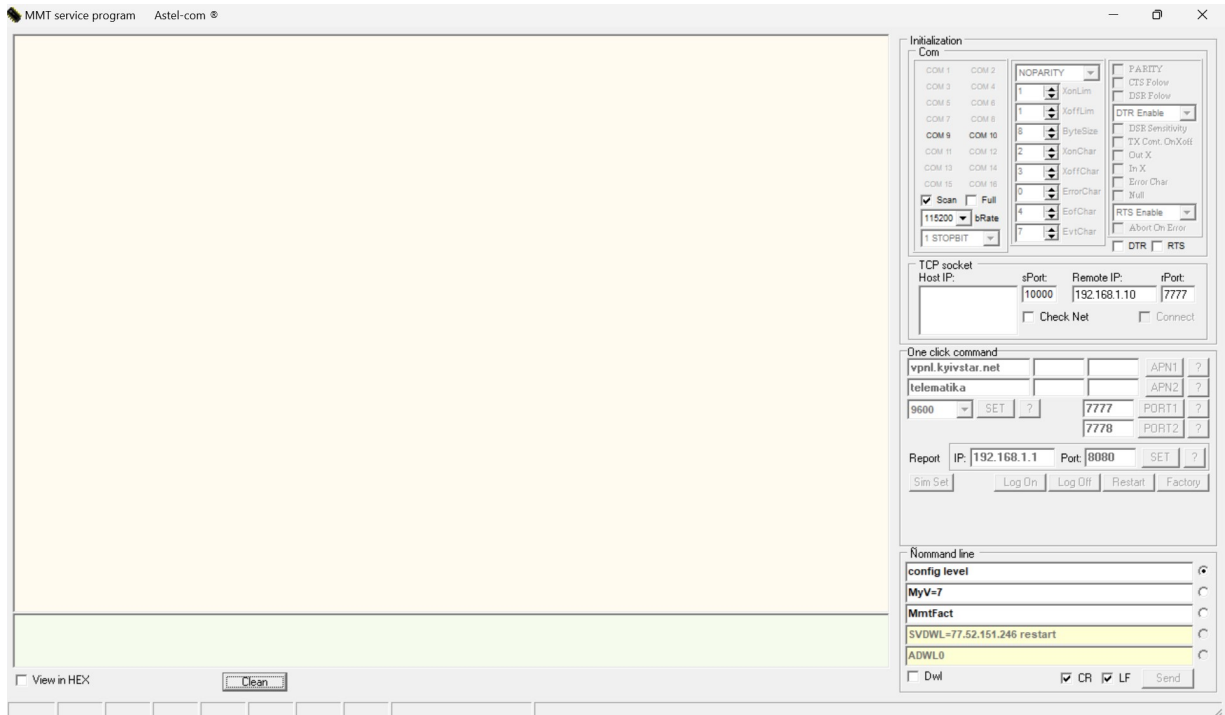 MMT service program Astel-com ®
Initialization
Com
COM 1 COM 2
COM 3 COM 4
COM 5 COM 6
COM 7 COM 8
COM 9 COM 10
COM 11 COM 12
COM 13 COM 14
COM 15 COM 16
Scan Full
115200 bRate
1 STOPBIT
NOPARITY
1 XonLim
1 XoffLim
8 ByteSize
2 XonChar
3 XoffChar
0 ErrorChar
4 EofChar
7 EvtChar
PARITY
CTS Folow
DSR Folow
DTR Enable
DSR Sensitivity
TX Cont. OnXoff
Out X
In X
Error Char
Null
RTS Enable
Abort On Error
DTR RTS
TCP socket
Host IP: sPort: Remote IP: rPort:
10000 192.168.1.10 7777
Check Net Connect
One click command
vpnl.kyivstar.net APN1 ?
telematika APN2 ?
9600 SET ? 7777 PORT1 ?
7778 PORT2 ?
Report IP: 192.168.1.1 Port: 8080 SET ?
Sim Set Log On Log Off Restart Factory
Ñommand line
config level
MyV=7
MmtFact
SVDWL=77.52.151.246 restart
ADWL0
Dwl CR LF Send
View in HEX Clean